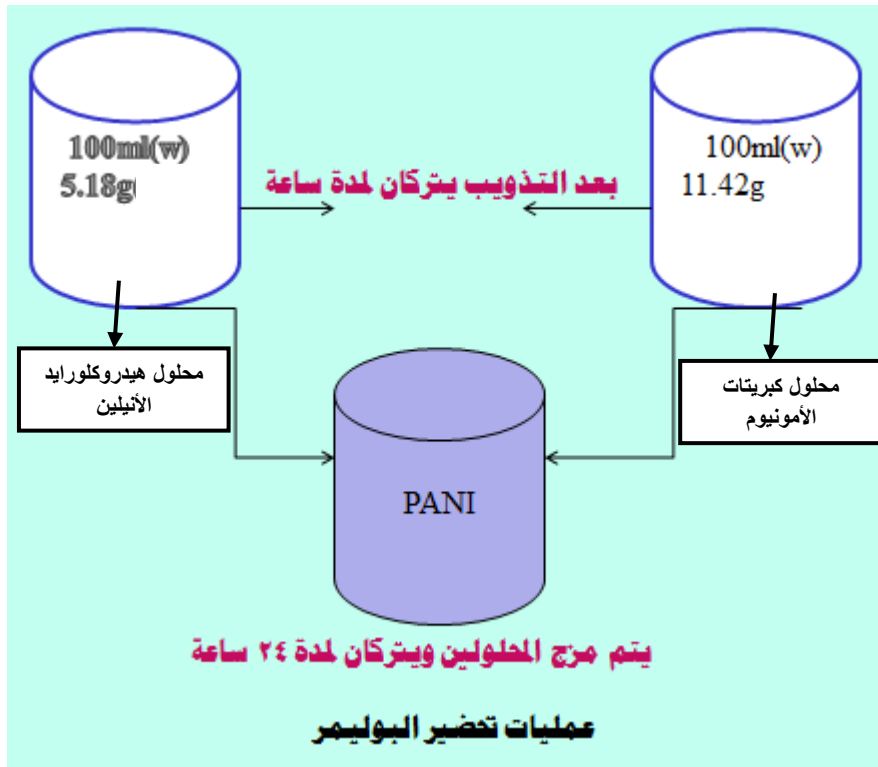 100ml(w)
5.18g(
100ml(w)
11.42g
بعد التذويب يتركان لمدة ساعة
محلول هيدروكلورايد
الأنيلين
محلول كبريتات
الأمونيوم
PANI
يتم مزج المحلولين ويتركان لمدة ٢٤ ساعة
عمليات تحضير البوليمر